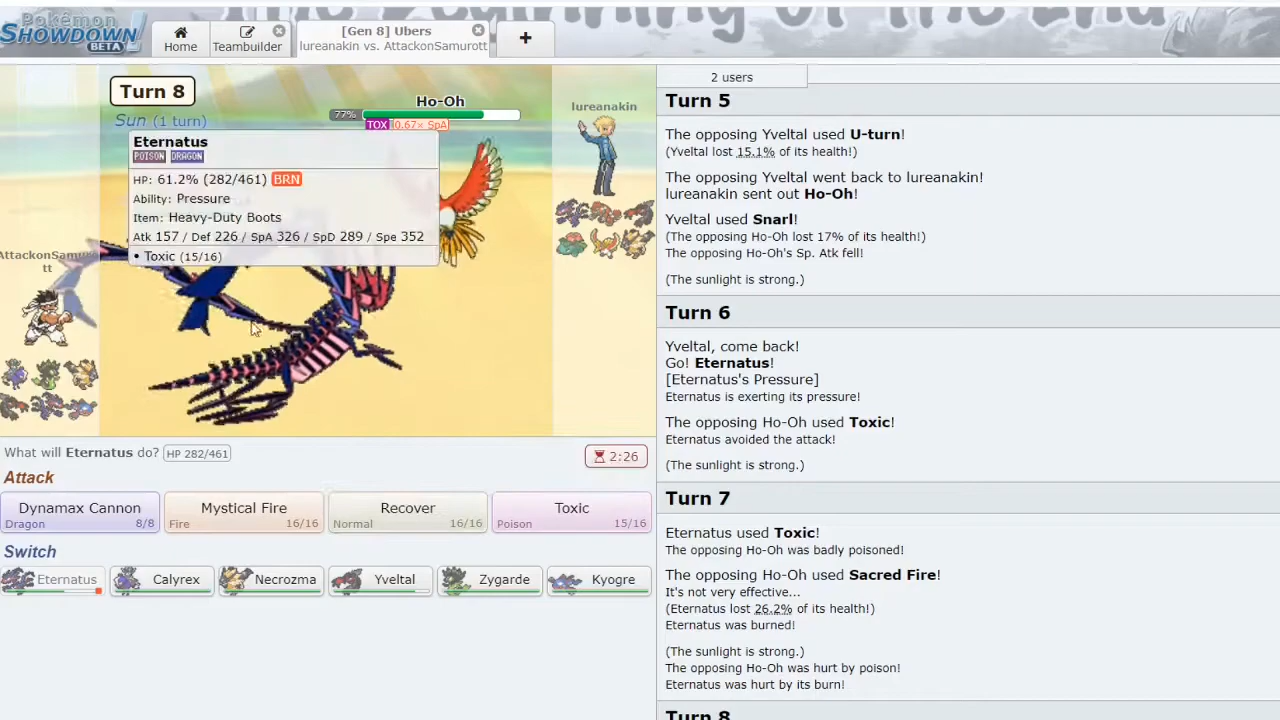 The Beginning of the End
Pokémon
SHOWDOWN
BETA
Home
Teambuilder
[Gen 8] Ubers
lureanakin vs. AttackonSamurott
+
Turn 8
Sun (1 turn)
Ho-Oh
77%
TOX 0.67× SpA
Eternatus
POISON DRAGON
HP: 61.2% (282/461) BRN
Ability: Pressure
Item: Heavy-Duty Boots
Atk 157 / Def 226 / SpA 326 / SpD 289 / Spe 352
• Toxic (15/16)
AttackonSamuro
tt
lureanakin
What will Eternatus do? HP 282/461
2:26
Attack
Dynamax Cannon
Dragon 8/8
Mystical Fire
Fire 16/16
Recover
Normal 16/16
Toxic
Poison 15/16
Switch
Eternatus
Calyrex
Necrozma
Yveltal
Zygarde
Kyogre
2 users
Turn 5
The opposing Yveltal used U-turn!
(Yveltal lost 15.1% of its health!)
The opposing Yveltal went back to lureanakin!
lureanakin sent out Ho-Oh!
Yveltal used Snarl!
(The opposing Ho-Oh lost 17% of its health!)
The opposing Ho-Oh's Sp. Atk fell!
(The sunlight is strong.)
Turn 6
Yveltal, come back!
Go! Eternatus!
[Eternatus's Pressure]
Eternatus is exerting its pressure!
The opposing Ho-Oh used Toxic!
Eternatus avoided the attack!
(The sunlight is strong.)
Turn 7
Eternatus used Toxic!
The opposing Ho-Oh was badly poisoned!
The opposing Ho-Oh used Sacred Fire!
It's not very effective...
(Eternatus lost 26.2% of its health!)
Eternatus was burned!
(The sunlight is strong.)
The opposing Ho-Oh was hurt by poison!
Eternatus was hurt by its burn!
Turn 8